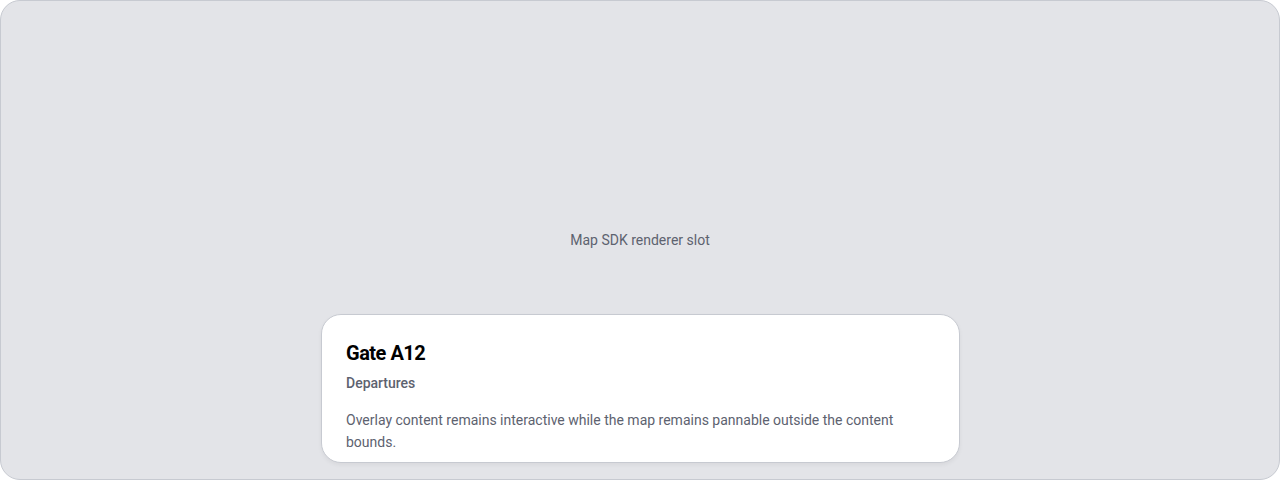 Map SDK renderer slot
Gate A12
Departures
Overlay content remains interactive while the map remains pannable outside the content
bounds.